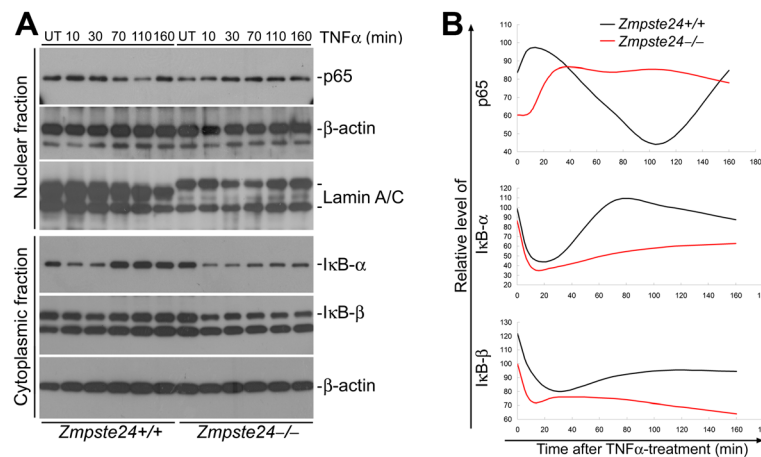 A
UT 10 30 70 110 160 UT 10 30 70 110 160 TNFα (min)
Nuclear fraction
-p65
-β-actin
Lamin A/C
Cytoplasmic fraction
-IκB-α
-IκB-β
-β-actin
Zmpste24+/+ Zmpste24–/–
B
Zmpste24+/+
Zmpste24–/–
Relative level of
p65
100
90
80
70
60
50
40
0 20 40 60 80 100 120 140 160
IκB-α
120
110
100
90
80
70
60
50
40
30
20
0 20 40 60 80 100 120 140 160
IκB-β
130
120
110
100
90
80
70
60
0 20 40 60 80 100 120 140 160
Time after TNFα-treatment (min)